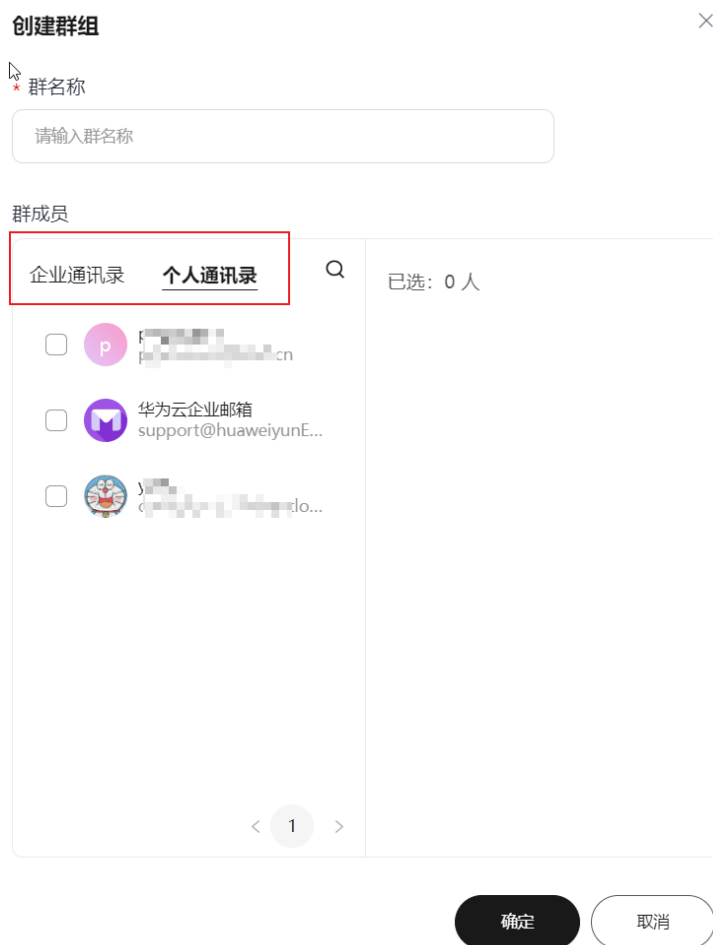 创建群组
* 群名称
请输入群名称
群成员
企业通讯录 个人通讯录
已选：0 人
p
cn
华为云企业邮箱
support@huaweiyunE...
lo...
1
确定 取消